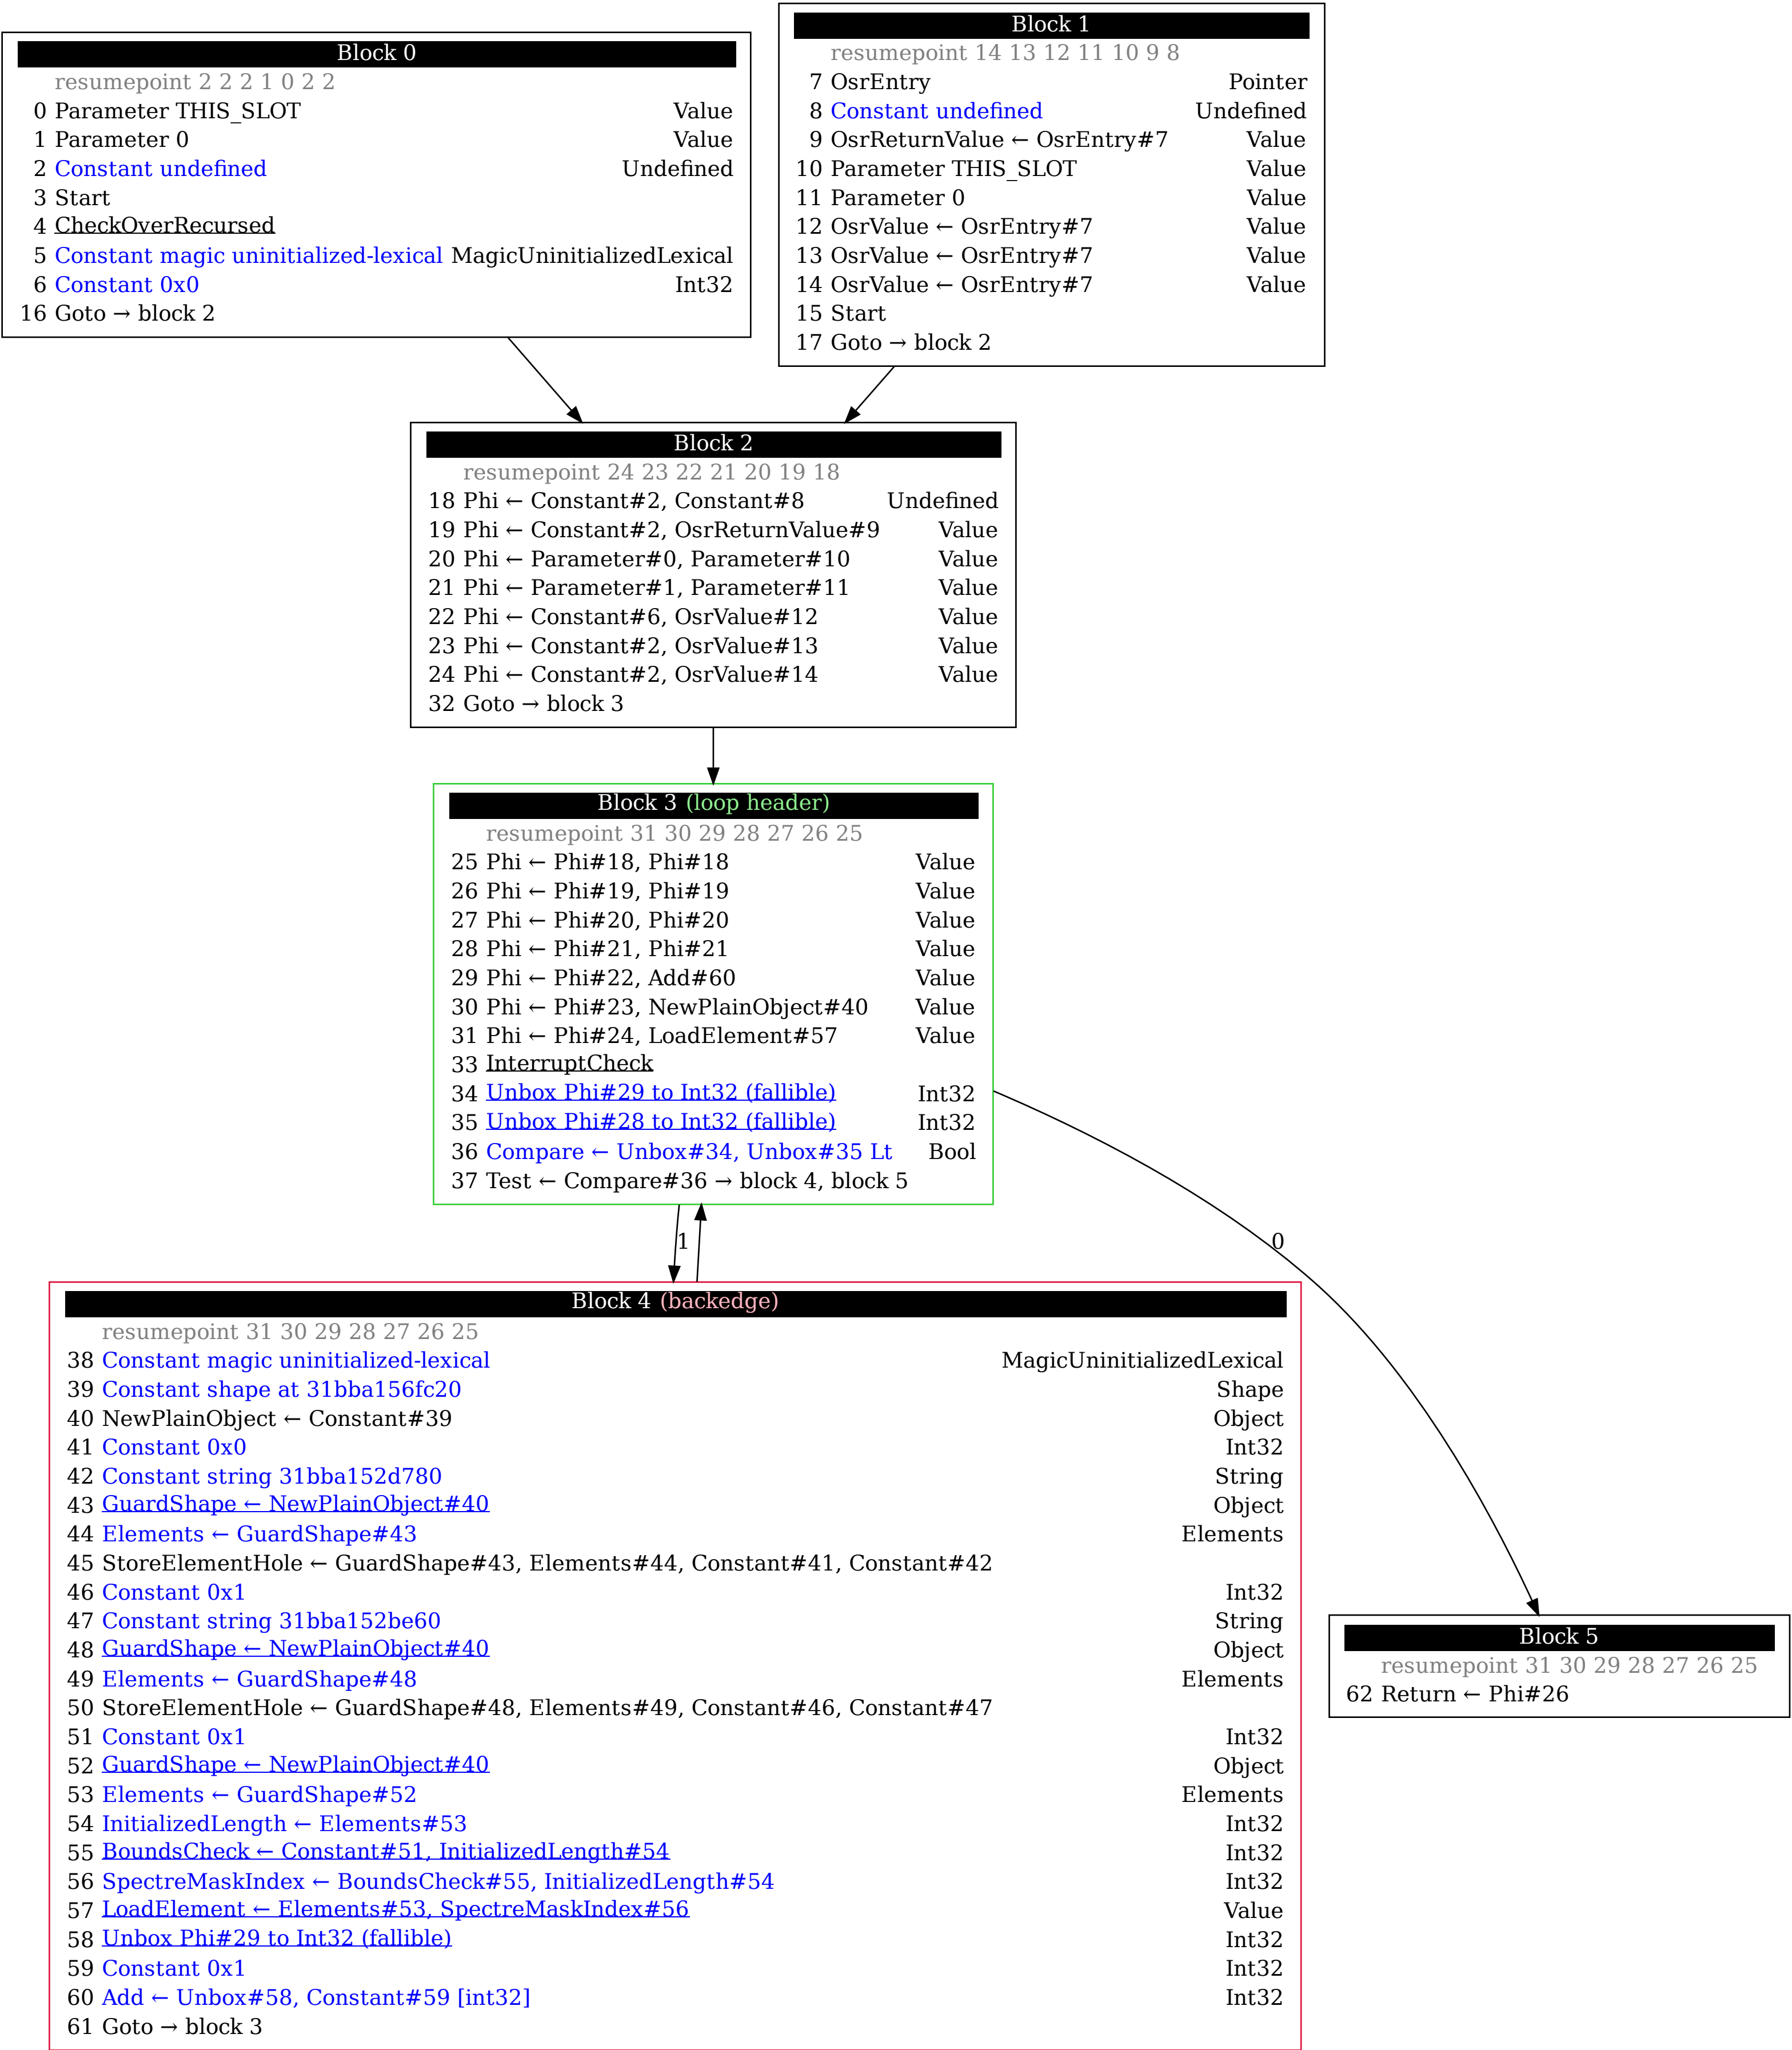 Block 0
resumepoint 2 2 2 1 0 2 2
0 Parameter THIS_SLOT Value
1 Parameter 0 Value
2 Constant undefined Undefined
3 Start
4 CheckOverRecursed
5 Constant magic uninitialized-lexical MagicUninitializedLexical
6 Constant 0x0 Int32
16 Goto → block 2
Block 1
resumepoint 14 13 12 11 10 9 8
7 OsrEntry Pointer
8 Constant undefined Undefined
9 OsrReturnValue ← OsrEntry#7 Value
10 Parameter THIS_SLOT Value
11 Parameter 0 Value
12 OsrValue ← OsrEntry#7 Value
13 OsrValue ← OsrEntry#7 Value
14 OsrValue ← OsrEntry#7 Value
15 Start
17 Goto → block 2
Block 2
resumepoint 24 23 22 21 20 19 18
18 Phi ← Constant#2, Constant#8 Undefined
19 Phi ← Constant#2, OsrReturnValue#9 Value
20 Phi ← Parameter#0, Parameter#10 Value
21 Phi ← Parameter#1, Parameter#11 Value
22 Phi ← Constant#6, OsrValue#12 Value
23 Phi ← Constant#2, OsrValue#13 Value
24 Phi ← Constant#2, OsrValue#14 Value
32 Goto → block 3
Block 3 (loop header)
resumepoint 31 30 29 28 27 26 25
25 Phi ← Phi#18, Phi#18 Value
26 Phi ← Phi#19, Phi#19 Value
27 Phi ← Phi#20, Phi#20 Value
28 Phi ← Phi#21, Phi#21 Value
29 Phi ← Phi#22, Add#60 Value
30 Phi ← Phi#23, NewPlainObject#40 Value
31 Phi ← Phi#24, LoadElement#57 Value
33 InterruptCheck
34 Unbox Phi#29 to Int32 (fallible) Int32
35 Unbox Phi#28 to Int32 (fallible) Int32
36 Compare ← Unbox#34, Unbox#35 Lt Bool
37 Test ← Compare#36 → block 4, block 5
1
0
Block 4 (backedge)
resumepoint 31 30 29 28 27 26 25
38 Constant magic uninitialized-lexical MagicUninitializedLexical
39 Constant shape at 31bba156fc20 Shape
40 NewPlainObject ← Constant#39 Object
41 Constant 0x0 Int32
42 Constant string 31bba152d780 String
43 GuardShape ← NewPlainObject#40 Object
44 Elements ← GuardShape#43 Elements
45 StoreElementHole ← GuardShape#43, Elements#44, Constant#41, Constant#42
46 Constant 0x1 Int32
47 Constant string 31bba152be60 String
48 GuardShape ← NewPlainObject#40 Object
49 Elements ← GuardShape#48 Elements
50 StoreElementHole ← GuardShape#48, Elements#49, Constant#46, Constant#47
51 Constant 0x1 Int32
52 GuardShape ← NewPlainObject#40 Object
53 Elements ← GuardShape#52 Elements
54 InitializedLength ← Elements#53 Int32
55 BoundsCheck ← Constant#51, InitializedLength#54 Int32
56 SpectreMaskIndex ← BoundsCheck#55, InitializedLength#54 Int32
57 LoadElement ← Elements#53, SpectreMaskIndex#56 Value
58 Unbox Phi#29 to Int32 (fallible) Int32
59 Constant 0x1 Int32
60 Add ← Unbox#58, Constant#59 [int32] Int32
61 Goto → block 3
Block 5
resumepoint 31 30 29 28 27 26 25
62 Return ← Phi#26